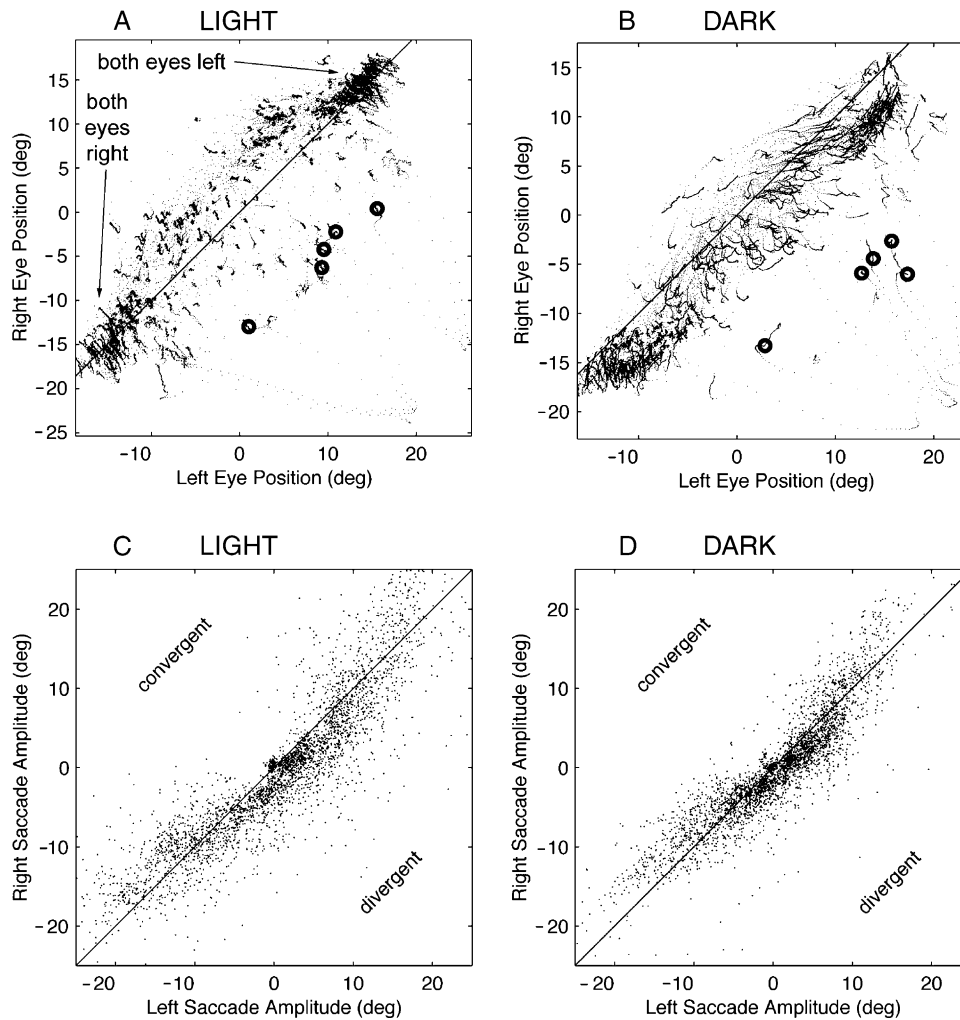 A LIGHT
both eyes left
both
eyes
right
15
10
5
0
−5
−10
−15
−20
−25
−10 0 10 20
Right Eye Position (deg)
Left Eye Position (deg)
B DARK
15
10
5
0
−5
−10
−15
−20
−10 0 10 20
Right Eye Position (deg)
Left Eye Position (deg)
C LIGHT
convergent
divergent
20
10
0
−10
−20
−20 −10 0 10 20
Right Saccade Amplitude (deg)
Left Saccade Amplitude (deg)
D DARK
convergent
divergent
20
10
0
−10
−20
−20 −10 0 10 20
Right Saccade Amplitude (deg)
Left Saccade Amplitude (deg)